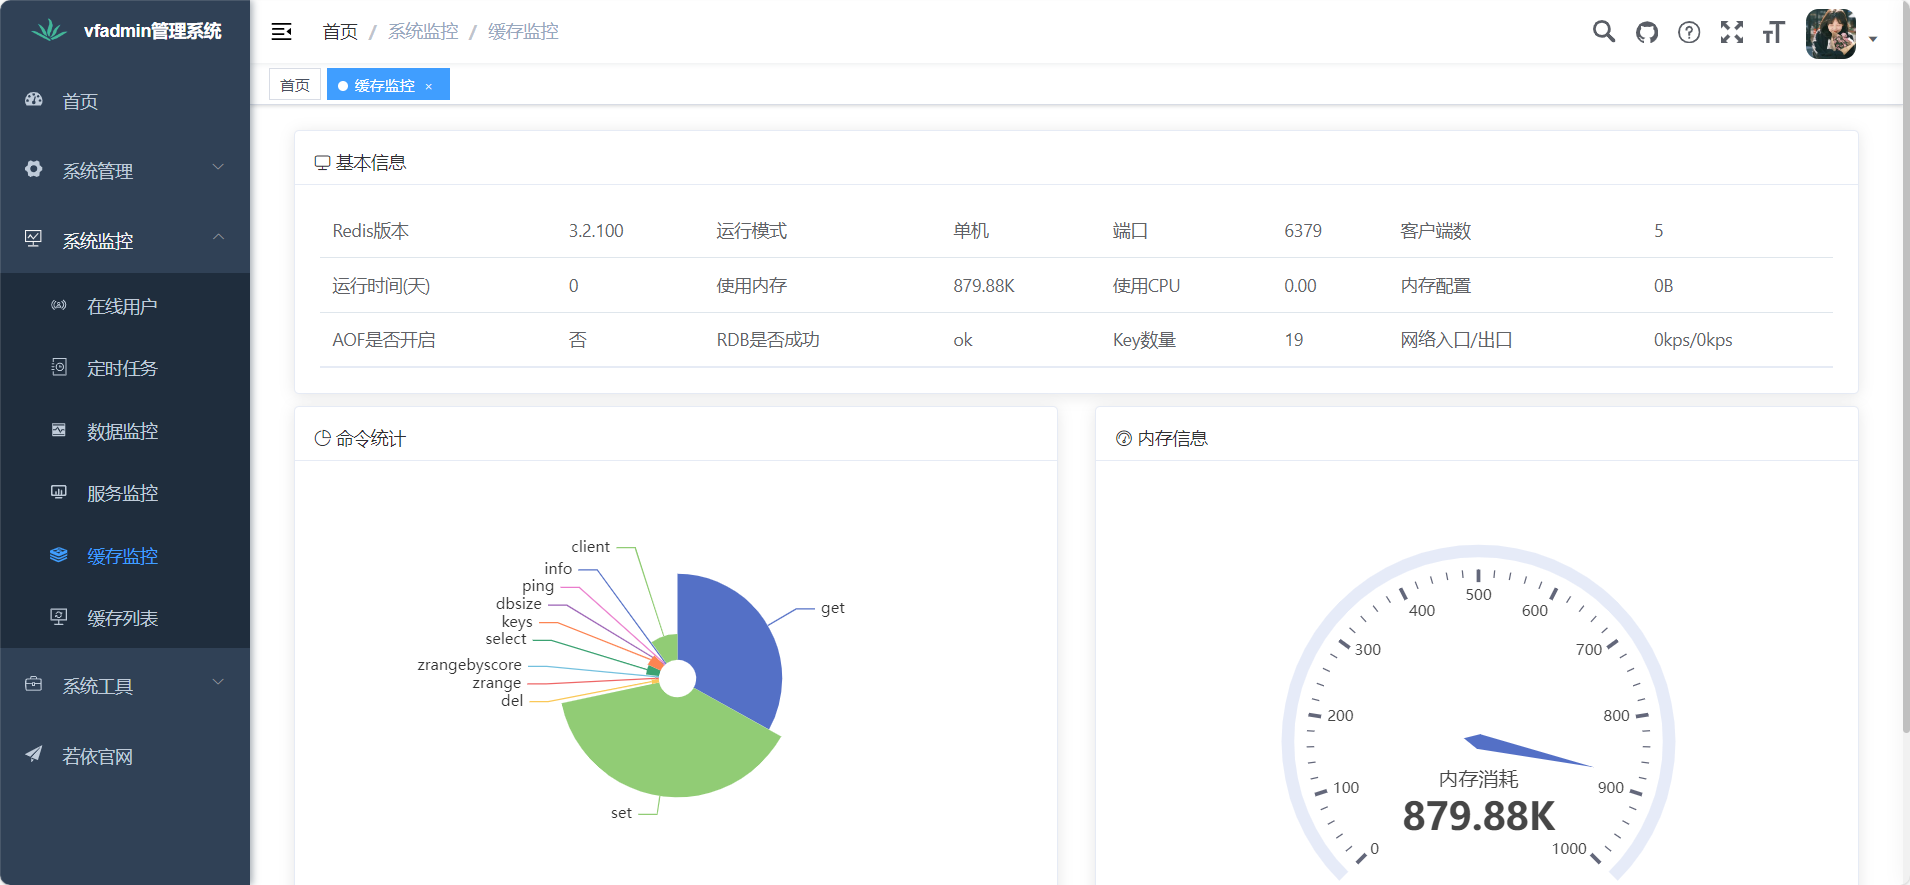 vfadmin管理系统
首页
系统管理
系统监控
在线用户
定时任务
数据监控
服务监控
缓存监控
缓存列表
系统工具
若依官网
首页 / 系统监控 / 缓存监控
首页
缓存监控 ×
基本信息
Redis版本 3.2.100 运行模式 单机 端口 6379 客户端数 5
运行时间(天) 0 使用内存 879.88K 使用CPU 0.00 内存配置 0B
AOF是否开启 否 RDB是否成功 ok Key数量 19 网络入口/出口 0kps/0kps
命令统计
client
info
ping
dbsize
keys
select
zrangebyscore
zrange
del
set
get
内存信息
0
100
200
300
400
500
600
700
800
900
1000
内存消耗
879.88K